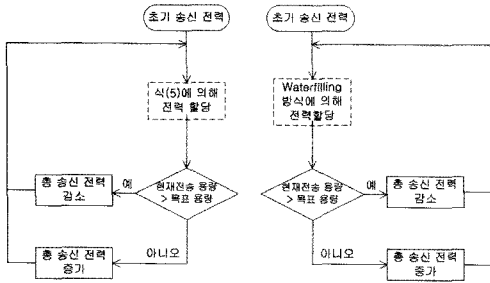 초기 송신 전력
식(5)에 의해
전력 할당
현재전송 용량
> 목표 용량
예
총 송신 전력
감소
아니오
총 송신 전력
증가
초기 송신 전력
Waterfilling
방식에 의해
전력할당
현재전송 용량
> 목표 용량
예
총 송신 전력
감소
아니오
총 송신 전력
증가